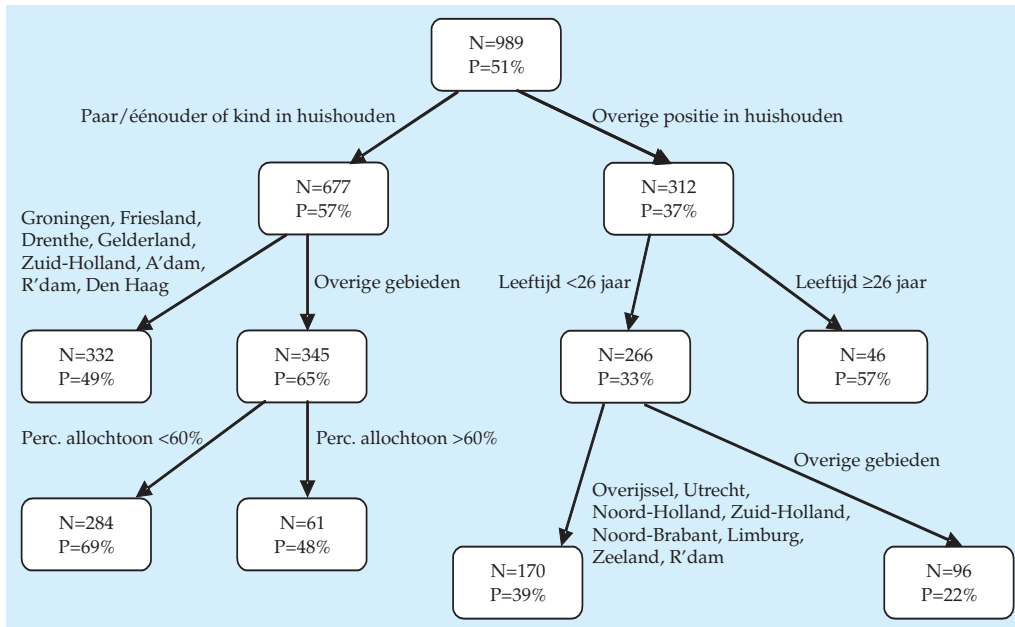 N=989
P=51%
Paar/éénouder of kind in huishouden
Overige positie in huishouden
N=677
P=57%
N=312
P=37%
Groningen, Friesland,
Drenthe, Gelderland,
Zuid-Holland, A'dam,
R'dam, Den Haag
Overige gebieden
Leeftijd <26 jaar
Leeftijd ≥26 jaar
N=332
P=49%
N=345
P=65%
N=266
P=33%
N=46
P=57%
Perc. allochtoon <60%
Perc. allochtoon >60%
Overijssel, Utrecht,
Noord-Holland, Zuid-Holland,
Noord-Brabant, Limburg,
Zeeland, R'dam
Overige gebieden
N=284
P=69%
N=61
P=48%
N=170
P=39%
N=96
P=22%